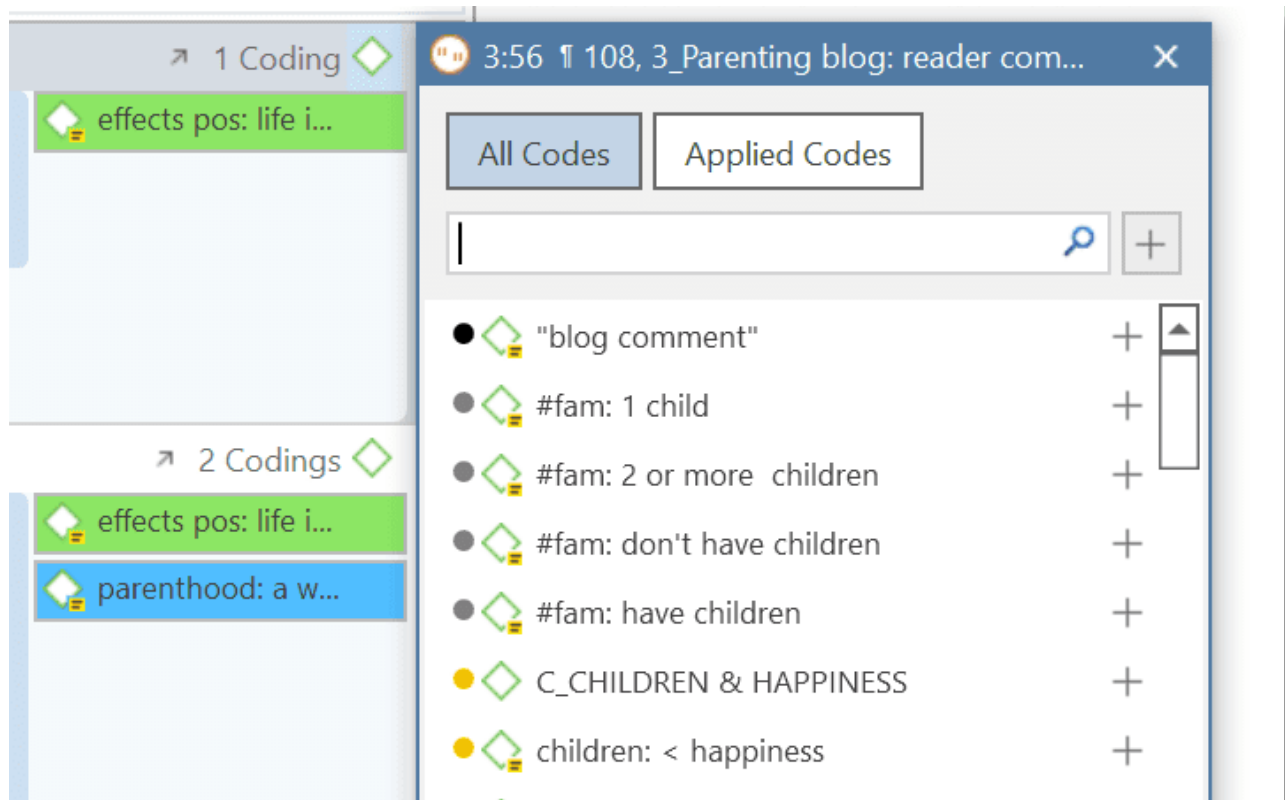 1 Coding
effects pos: life i...
2 Codings
effects pos: life i...
parenthood: a w...
3:56 ¶ 108, 3_Parenting blog: reader com...
All Codes
Applied Codes
"blog comment"
#fam: 1 child
#fam: 2 or more  children
#fam: don't have children
#fam: have children
C_CHILDREN & HAPPINESS
children: < happiness